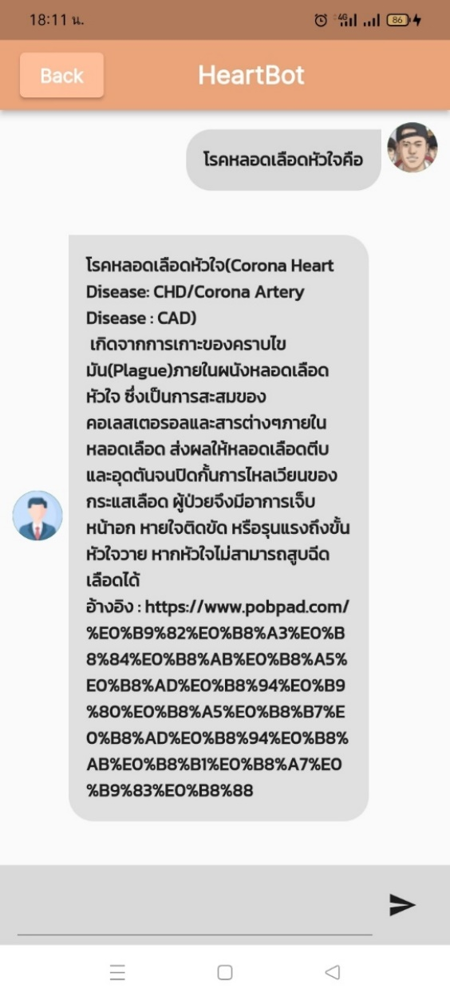 18:11 น.
4G
86
Back
HeartBot
โรคหลอดเลือดหัวใจคือ
โรคหลอดเลือดหัวใจ(Corona Heart
Disease: CHD/Corona Artery
Disease : CAD)
เกิดจากการเกาะของคราบไข
มัน(Plague)ภายในผนังหลอดเลือด
หัวใจ ซึ่งเป็นการสะสมของ
คอเลสเตอรอลและสารต่างๆภายใน
หลอดเลือด ส่งผลให้หลอดเลือดตีบ
และอุดตันจนปิดกั้นการไหลเวียนของ
กระแสเลือด ผู้ป่วยจึงมีอาการเจ็บ
หน้าอก หายใจติดขัด หรือรุนแรงถึงขั้น
หัวใจวาย หากหัวใจไม่สามารถสูบฉีด
เลือดได้
อ้างอิง : https://www.pobpad.com/
%E0%B9%82%E0%B8%A3%E0%B
8%84%E0%B8%AB%E0%B8%A5%
E0%B8%AD%E0%B8%94%E0%B9
%80%E0%B8%A5%E0%B8%B7%E
0%B8%AD%E0%B8%94%E0%B8%
AB%E0%B8%B1%E0%B8%A7%E0
%B9%83%E0%B8%88